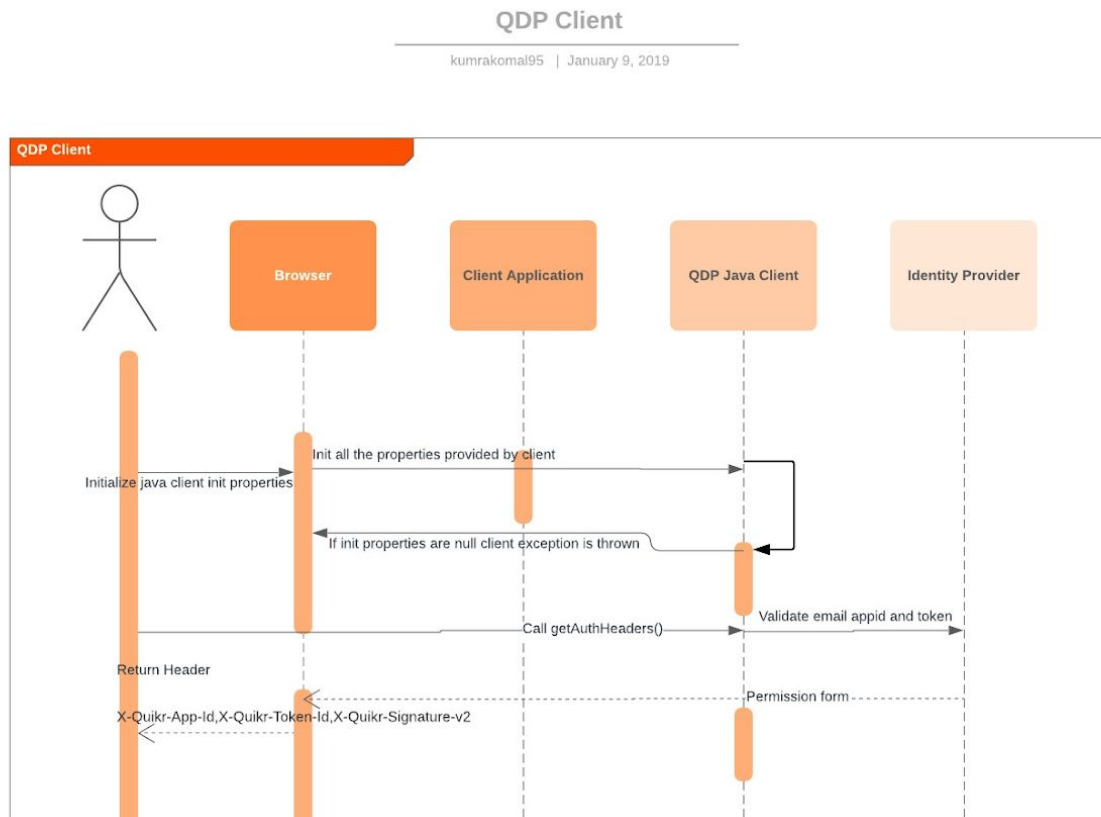 QDP Client
kumrakomal95 | January 9, 2019
QDP Client
Browser
Client Application
QDP Java Client
Identity Provider
Init all the properties provided by client
Initialize java client init properties
If init properties are null client exception is thrown
Validate email appid and token
Call getAuthHeaders()
Return Header
Permission form
X-Quikr-App-Id,X-Quikr-Token-Id,X-Quikr-Signature-v2